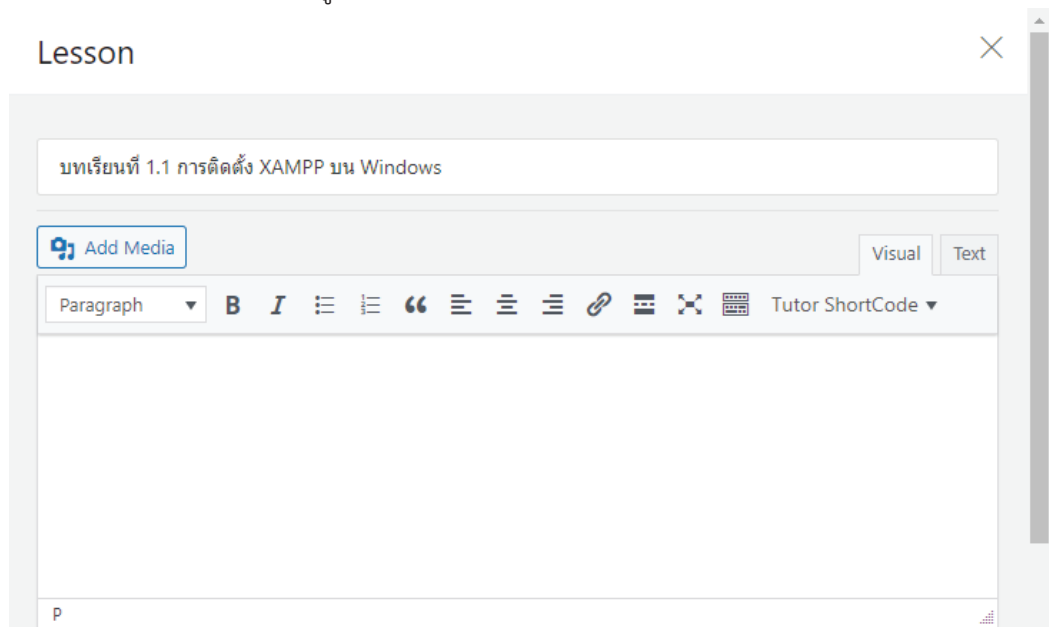 Lesson
บทเรียนที่ 1.1 การติดตั้ง XAMPP บน Windows
Add Media
Visual Text
Paragraph B I Tutor ShortCode
P